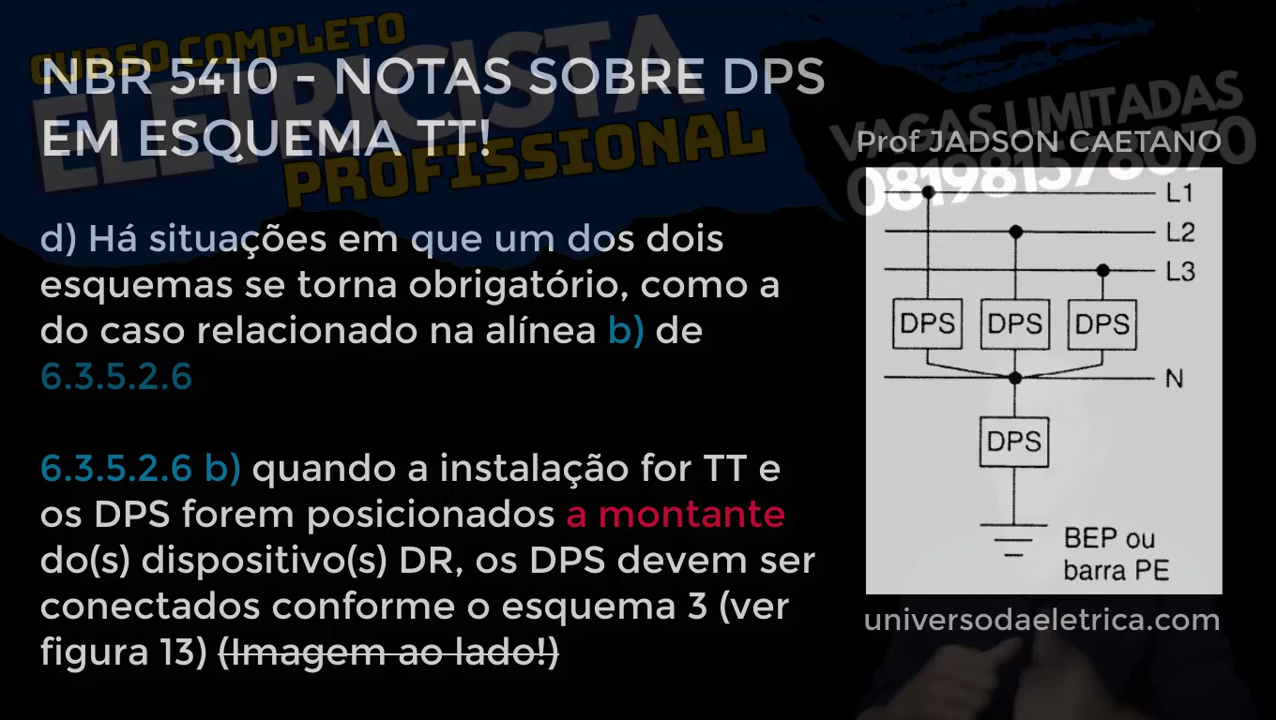 CURSO COMPLETO
ELETRICISTA
PROFISSIONAL
VAGAS LIMITADAS
081981578070
NBR 5410 - NOTAS SOBRE DPS
EM ESQUEMA TT!
Prof JADSON CAETANO
d) Há situações em que um dos dois
esquemas se torna obrigatório, como a
do caso relacionado na alínea b) de
6.3.5.2.6
6.3.5.2.6 b) quando a instalação for TT e
os DPS forem posicionados a montante
do(s) dispositivo(s) DR, os DPS devem ser
conectados conforme o esquema 3 (ver
figura 13) (Imagem ao lado!)
L1
L2
L3
DPS DPS DPS
N
DPS
BEP ou
barra PE
universodaeletrica.com